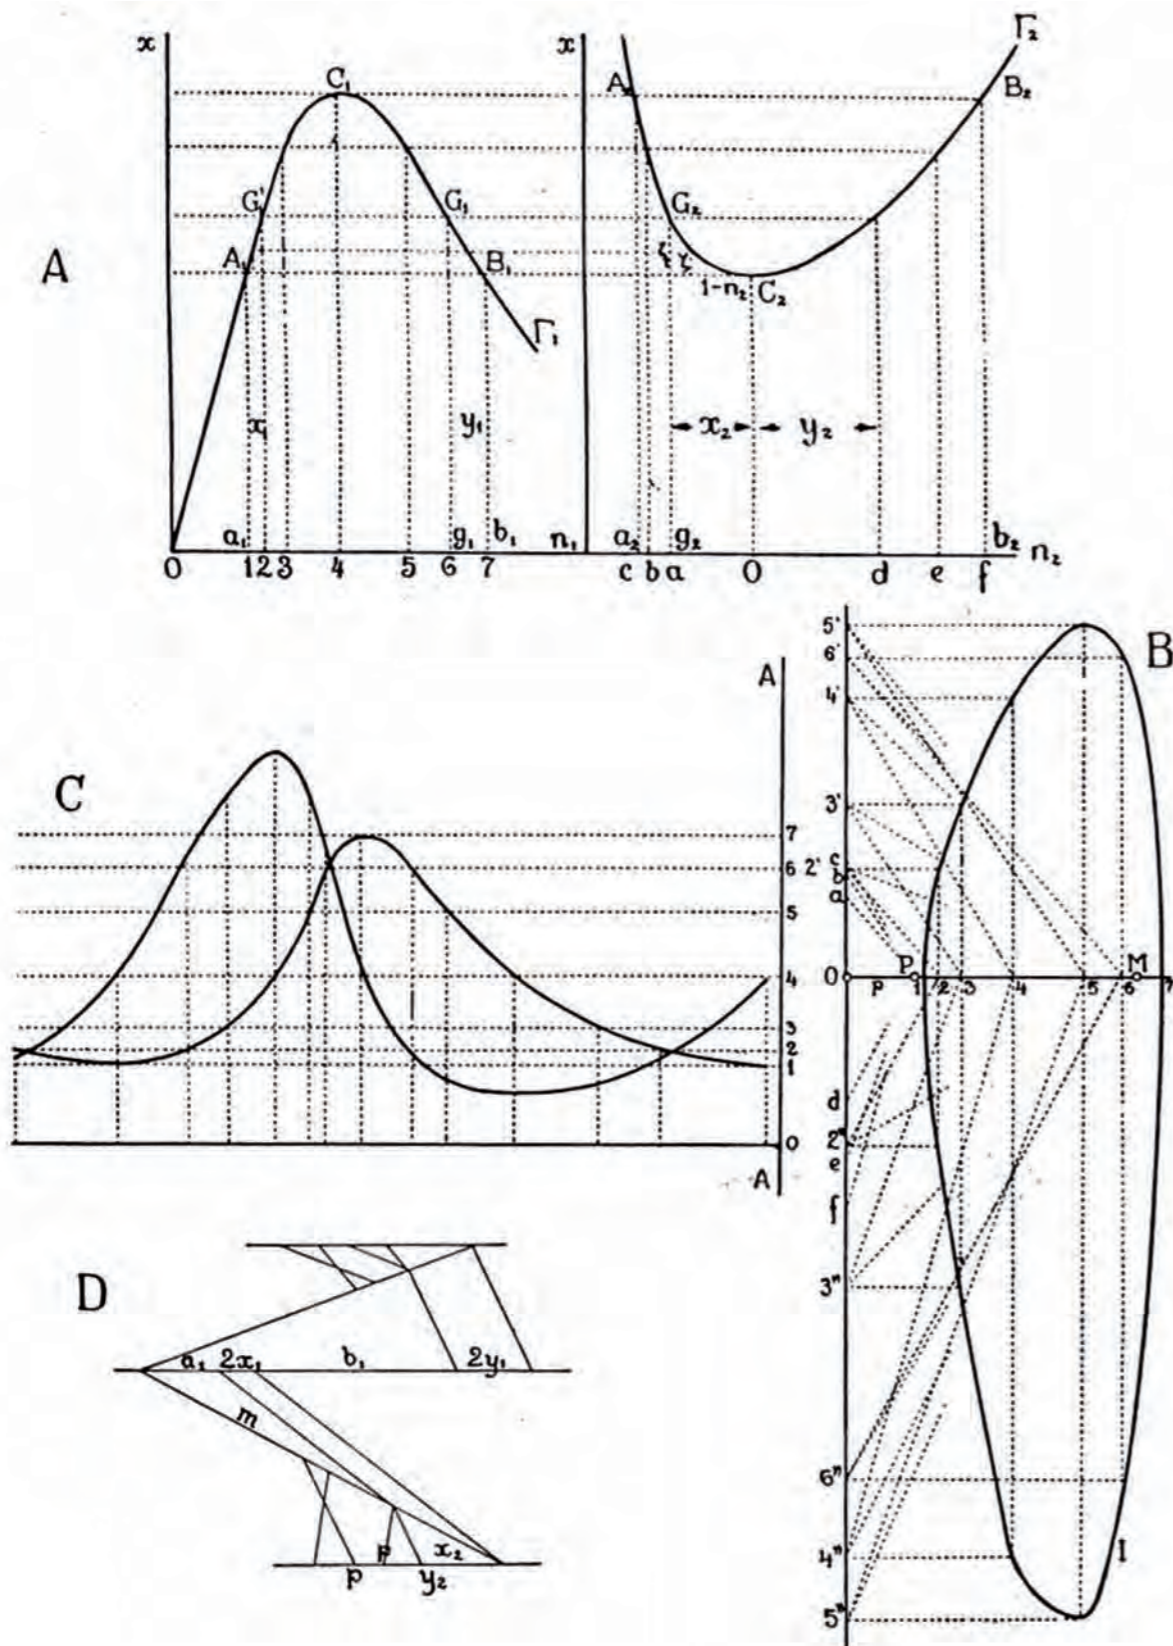 x x Γ₂
C₁ A₂ B₂
A
G'₁ G₁ G₂
A₁ B₁ ζ ζ
1-n₂ C₂
Γ₁
x₁ y₁ x₂ y₂
a₁ g₁ b₁ n₁ a₂ g₂ b₂ n₂
0 1 2 3 4 5 6 7 c b a 0 d e f
B
5'
6'
4'
3'
2' c
b
a
0 P P 1 2 3 4 5 6 M 7
d
2"
e
f
3"
6"
4" I
5"
C
A
7
6
5
4
3
2
1
0
A
D
a₁ 2x₁ b₁ 2y₁
m
p x₂
p y₂